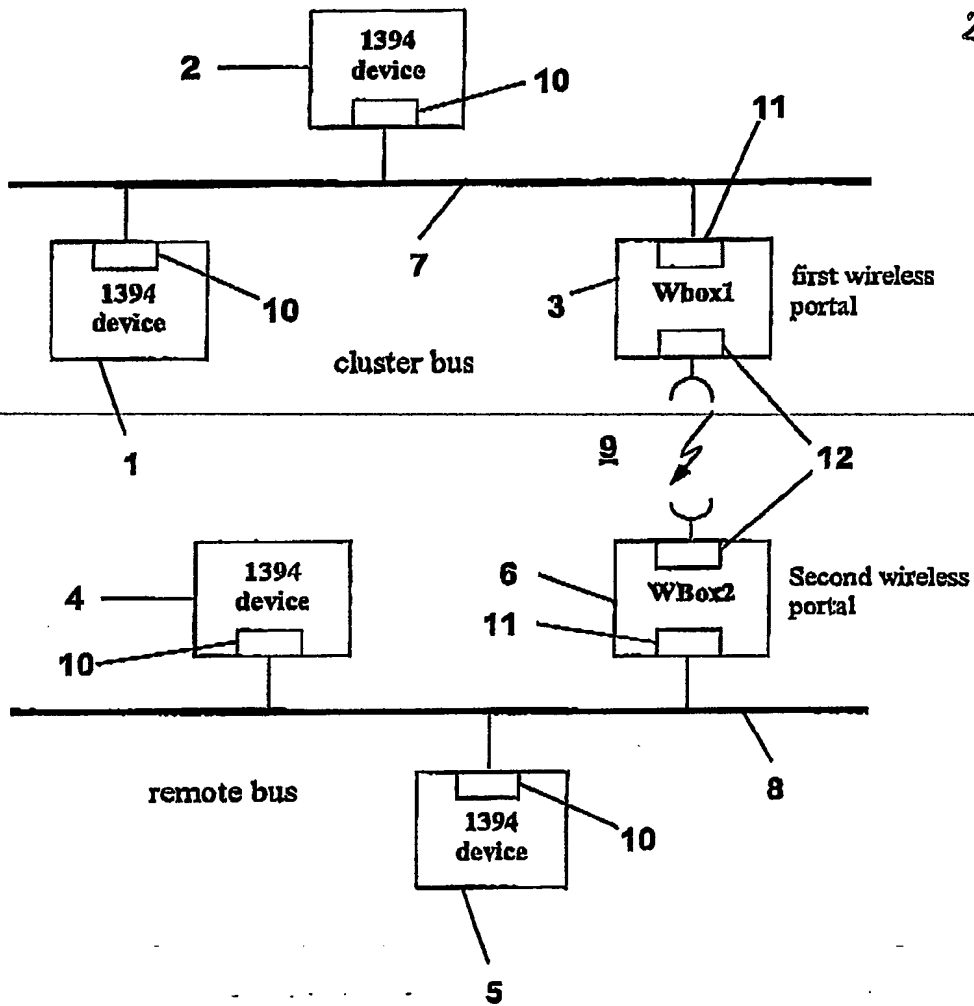 2
1394
device
2
10
11
7
1394
device
10
3
Wbox1
first wireless
portal
cluster bus
1
9
12
4
1394
device
10
6
WBox2
11
Second wireless
portal
remote bus
8
1394
device
10
5